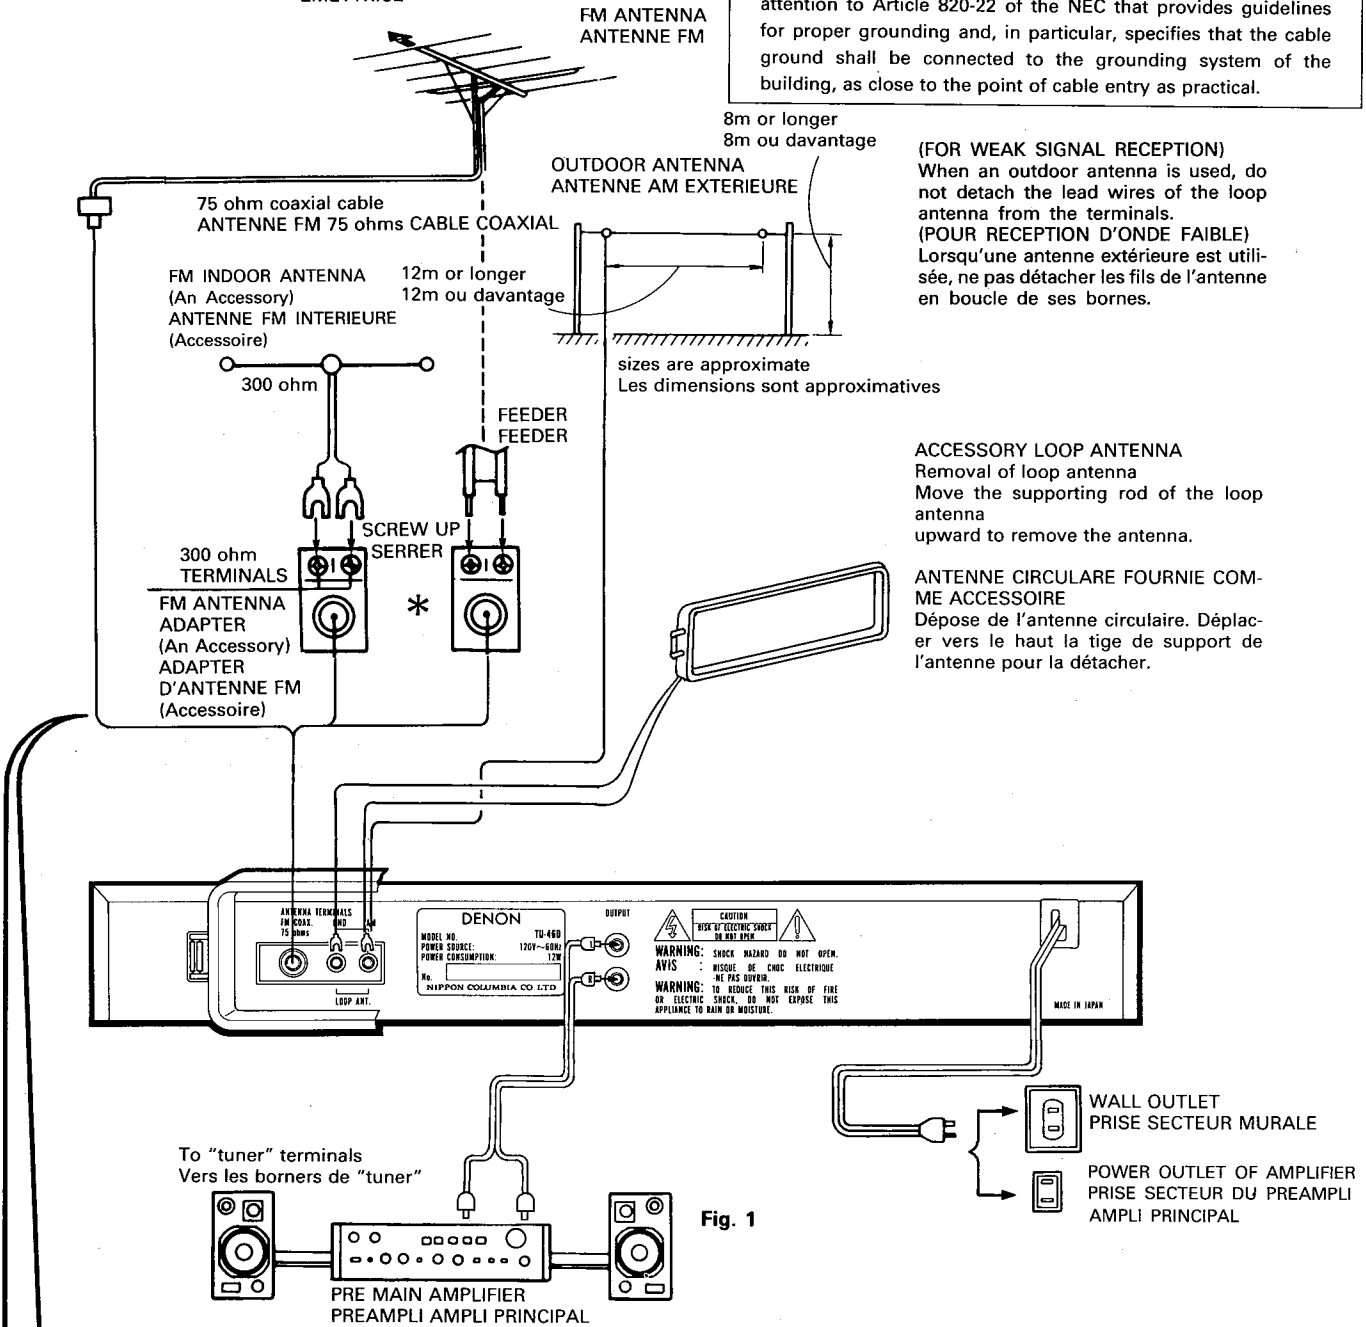 FM ANTENNA
ANTENNE FM
attention to Article 820-22 of the NEC that provides guidelines
for proper grounding and, in particular, specifies that the cable
ground shall be connected to the grounding system of the
building, as close to the point of cable entry as practical.
8m or longer
8m ou davantage
OUTDOOR ANTENNA
ANTENNE AM EXTERIEURE
(FOR WEAK SIGNAL RECEPTION)
When an outdoor antenna is used, do
not detach the lead wires of the loop
antenna from the terminals.
(POUR RECEPTION D'ONDE FAIBLE)
Lorsqu'une antenne extérieure est utili-
sée, ne pas détacher les fils de l'antenne
en boucle de ses bornes.
75 ohm coaxial cable
ANTENNE FM 75 ohms CABLE COAXIAL
FM INDOOR ANTENNA
(An Accessory)
ANTENNE FM INTERIEURE
(Accessoire)
12m or longer
12m ou davantage
sizes are approximate
Les dimensions sont approximatives
300 ohm
FEEDER
FEEDER
ACCESSORY LOOP ANTENNA
Removal of loop antenna
Move the supporting rod of the loop
antenna
upward to remove the antenna.
ANTENNE CIRCULARE FOURNIE COM-
ME ACCESSOIRE
Dépose de l'antenne circulaire. Déplac-
er vers le haut la tige de support de
l'antenne pour la détacher.
SCREW UP
SERRER
300 ohm
TERMINALS
*
FM ANTENNA
ADAPTER
(An Accessory)
ADAPTER
D'ANTENNE FM
(Accessoire)
ANTENNA TERMINALS
FM COAX. GND AM
75 ohms
LOOP ANT.
DENON
MODEL NO. TU-460
POWER SOURCE: 120V~60Hz
POWER CONSUMPTION: 12W
No.
NIPPON COLUMBIA CO. LTD
OUTPUT
L
R
CAUTION
RISK OF ELECTRIC SHOCK
DO NOT OPEN
WARNING: SHOCK HAZARD DO NOT OPEN.
AVIS : RISQUE DE CHOC ELECTRIQUE
-NE PAS OUVRIR.
WARNING: TO REDUCE THIS RISK OF FIRE
OR ELECTRIC SHOCK, DO NOT EXPOSE THIS
APPLIANCE TO RAIN OR MOISTURE.
MADE IN JAPAN
WALL OUTLET
PRISE SECTEUR MURALE
POWER OUTLET OF AMPLIFIER
PRISE SECTEUR DU PREAMPLI
AMPLI PRINCIPAL
To "tuner" terminals
Vers les borners de "tuner"
Fig. 1
PRE MAIN AMPLIFIER
PREAMPLI AMPLI PRINCIPAL